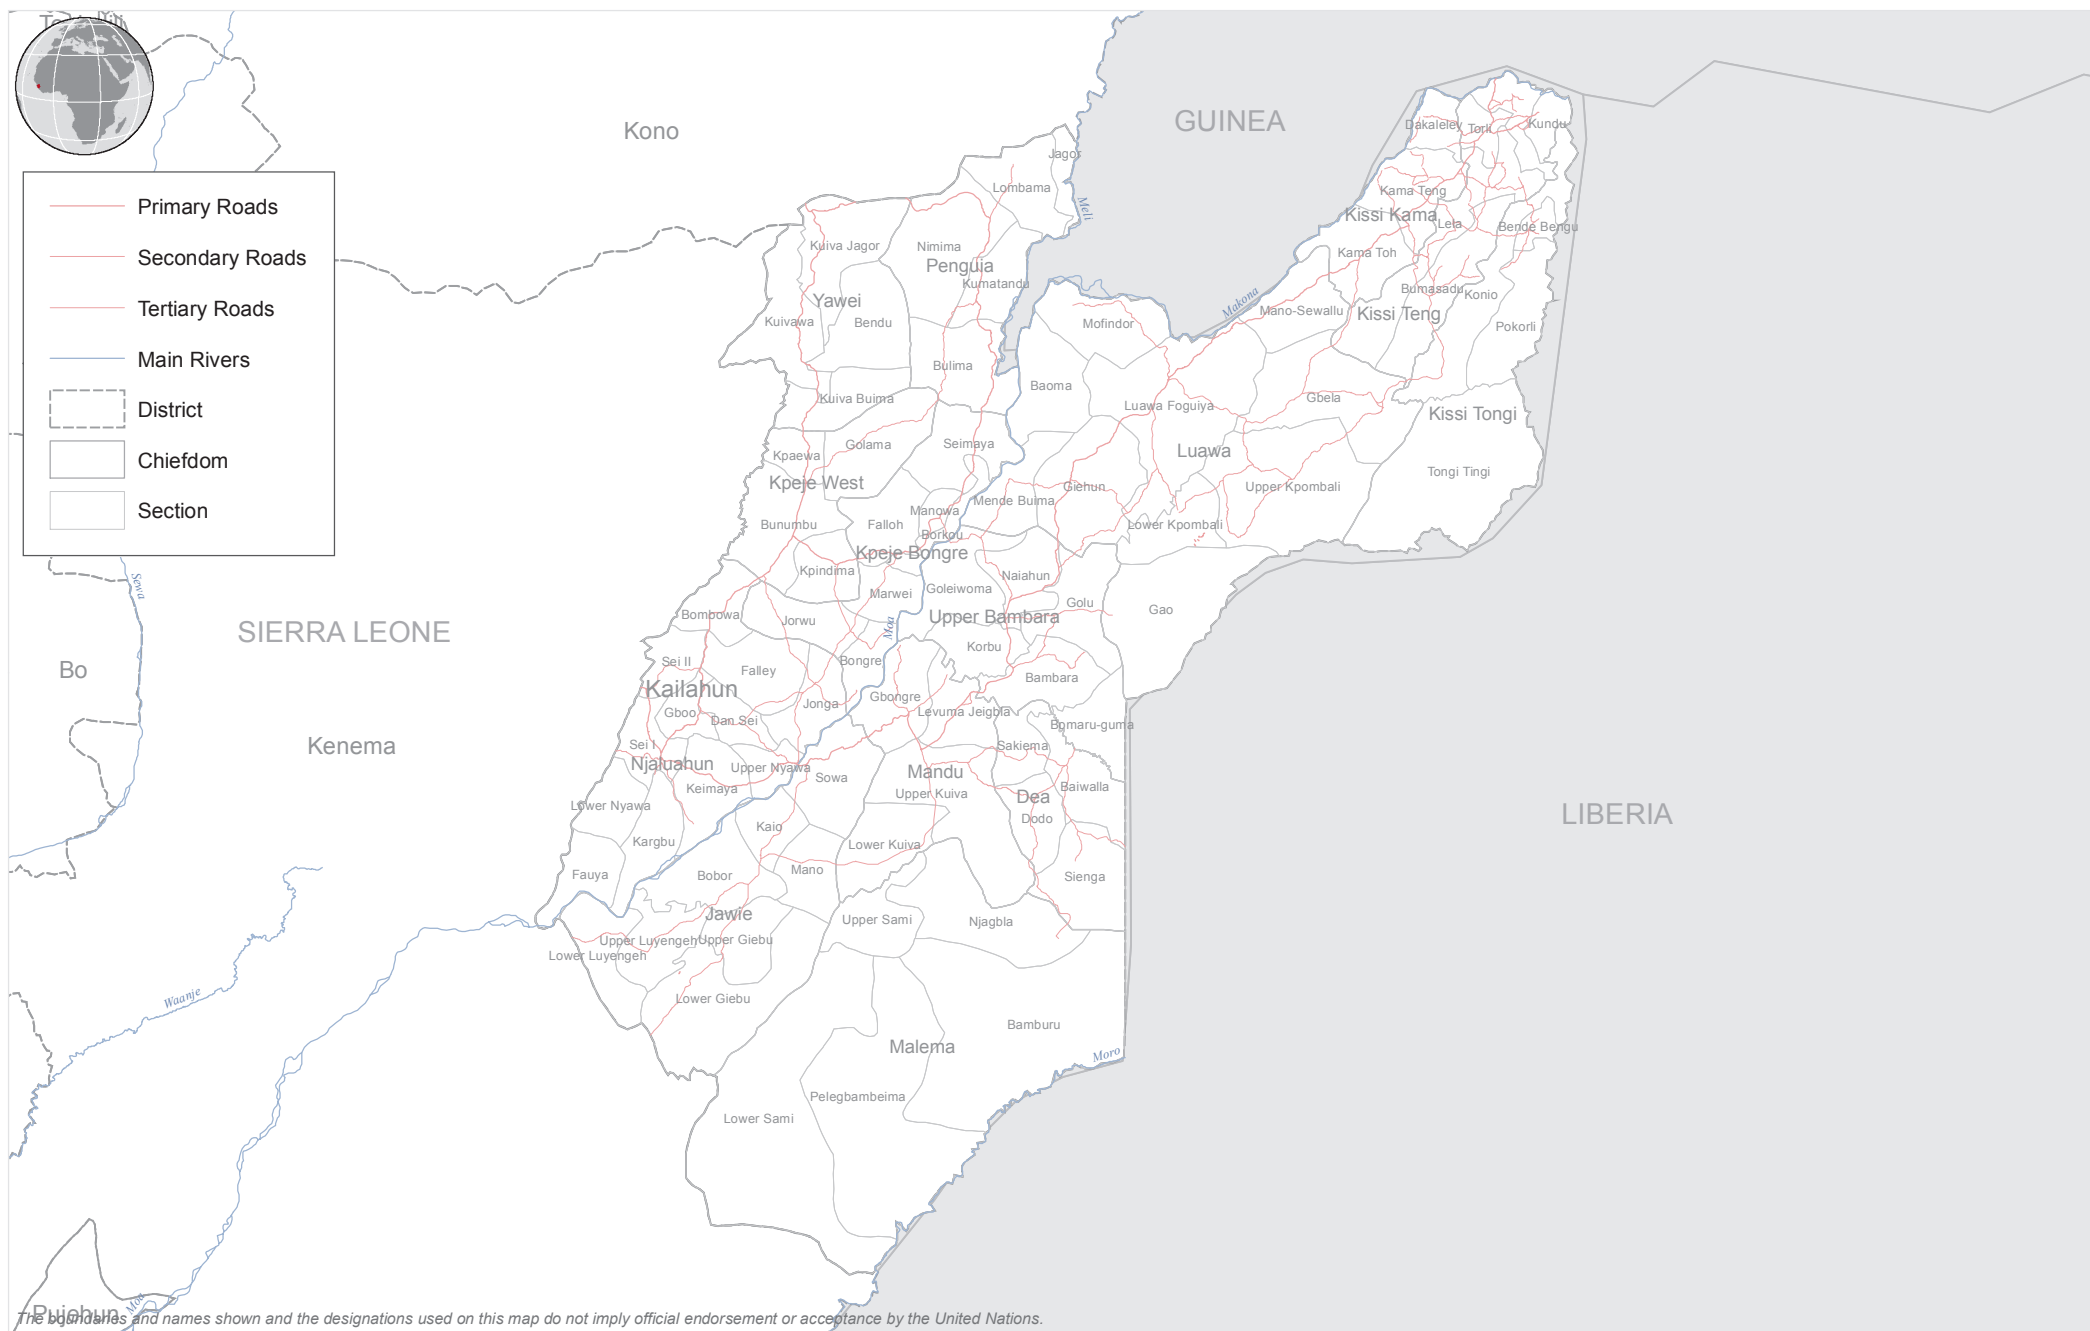 Kono
GUINEA
Primary Roads
Secondary Roads
Tertiary Roads
Main Rivers
District
Chiefdom
Section
Dakaleley
Torli
Kundu
Jagor
Lombama
Meli
Kama Teng
Kissi Kama
Lela
Bende Bengu
Kuiva Jagor
Nimima
Penguia
Kama Toh
Kumatandu
Bumasadu
Konio
Yawei
Makona
Mano-Sewallu
Kissi Teng
Kuivawa
Bendu
Mofindor
Pokorli
Bulima
Baoma
Kuiva Buima
Luawa Foguiya
Gbela
Kissi Tongi
Golama
Seimaya
Luawa
Kpaewa
Kpeje West
Tongi Tingi
Giehun
Upper Kpombali
Mende Buima
Manowa
Bunumbu
Falloh
Lower Kpombali
Borkou
Kpeje Bongre
Kpindima
Naiahun
Sewa
Marwei
Goleiwoma
Golu
Gao
Bombowa
Jorwu
Upper Bambara
SIERRA LEONE
Moa
Korbu
Bo
Sei II
Falley
Bongre
Bambara
Kailahun
Gbongre
Jonga
Gboo
Dan Sei
Levuma Jeigbla
Bomaru-guma
Kenema
Sei I
Sakiema
Njaluahun
Upper Nyawa
Sowa
Mandu
Keimaya
Upper Kuiva
Baiwalla
Dea
Lower Nyawa
Dodo
LIBERIA
Kaio
Kargbu
Lower Kuiva
Fauya
Bobor
Mano
Sienga
Jawie
Upper Sami
Njagbla
Upper Luyengeh
Upper Giebu
Lower Luyengeh
Waanje
Lower Giebu
Bamburu
Malema
Moro
Pelegbambeima
Lower Sami
Moa
Pujehun
The boundaries and names shown and the designations used on this map do not imply official endorsement or acceptance by the United Nations.